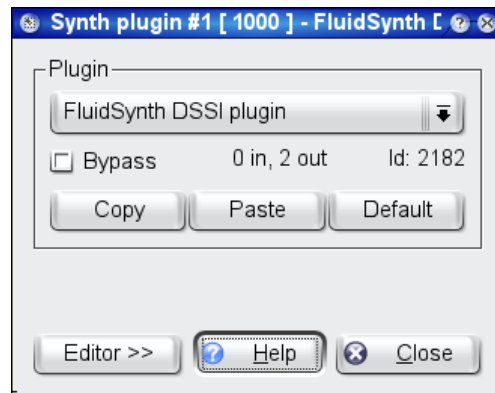 Synth plugin #1 [ 1000 ] - FluidSynth D
Plugin
FluidSynth DSSI plugin
Bypass 0 in, 2 out Id: 2182
Copy Paste Default
Editor >> Help Close